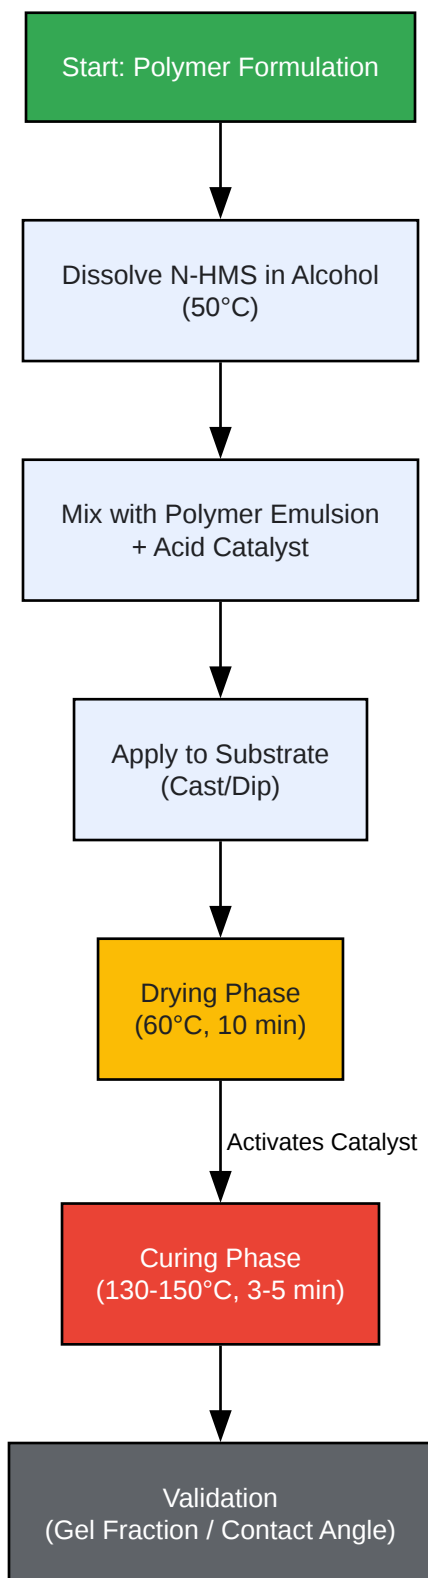 Start: Polymer Formulation
Dissolve N-HMS in Alcohol
(50°C)
Mix with Polymer Emulsion
+ Acid Catalyst
Apply to Substrate
(Cast/Dip)
Drying Phase
(60°C, 10 min)
Activates Catalyst
Curing Phase
(130-150°C, 3-5 min)
Validation
(Gel Fraction / Contact Angle)